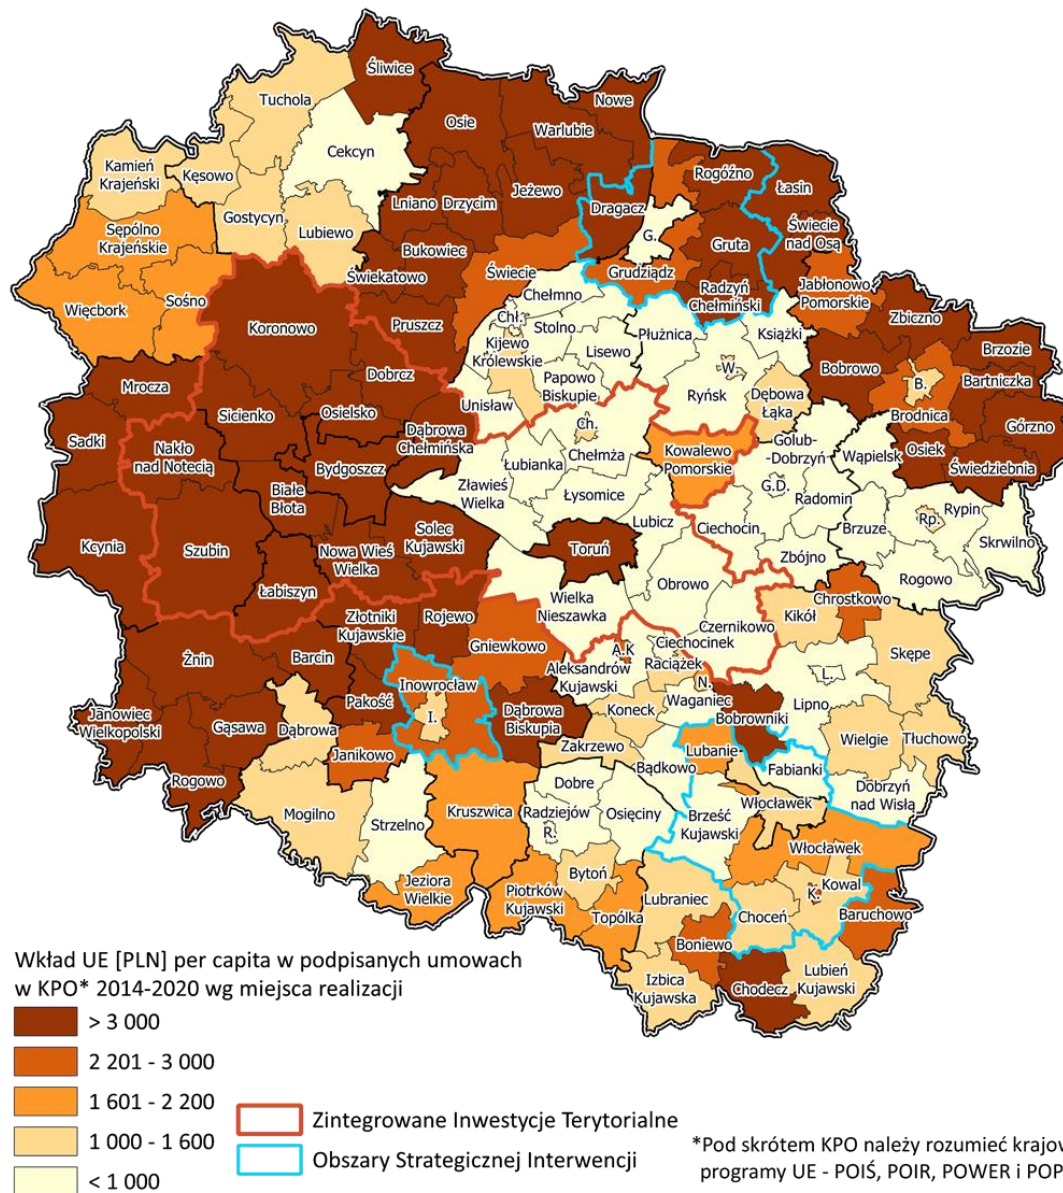 Śliwice
Tuchola
Nowe
Osie
Warlubie
Cekcyn
Kamień
Krajeński
Kęsowo
Rogóźno
Łasin
Jeżewo
Lniano Drzycim
Dragacz
Gostycyn
Sępólno
Krajeńskie
Lubiewo
G.
Gruta
Świecie
nad Osą
Bukowiec
Świekatowo
Świecie
Grudziądz
Radzyń
Chełmiński
Jabłonowo
Pomorskie
Więcbork
Sośno
Chełmno
Koronowo
Pruszcz
Chł.
Stolno
Płużnica
Książki
Zbiczno
Kijewo
Królewskie
Lisewo
Brzozie
Mrocza
Dobrcz
Papowo
Biskupie
W.
Bobrowo
B.
Bartniczka
Unisław
Ryńsk
Dębowa
Łąka
Brodnica
Sadki
Sicienko
Osielsko
Górzno
Nakło
nad Notecią
Dąbrowa
Chełmińska
Ch.
Chełmża
Kowalewo
Pomorskie
Golub-
-Dobrzyń
Wąpielsk
Osiek
Świedziebnia
Bydgoszcz
Łubianka
Zławieś
Wielka
Łysomice
G.D.
Radomin
Białe
Błota
Rp.
Rypin
Kcynia
Szubin
Nowa Wieś
Wielka
Solec
Kujawski
Toruń
Lubicz
Ciechocin
Brzuze
Skrwilno
Zbójno
Łabiszyn
Wielka
Nieszawka
Obrowo
Rogowo
Złotniki
Kujawskie
Rojewo
Czernikowo
Kikół
Chrostkowo
Żnin
Barcin
Gniewkowo
Ciechocinek
A.K
Aleksandrów
Kujawski
Raciążek
Skępe
Inowrocław
N.
L.
Janowiec
Wielkopolski
Gąsawa
Dąbrowa
Pakość
I.
Dąbrowa
Biskupia
Koneck
Waganiec
Bobrowniki
Lipno
Rogowo
Janikowo
Zakrzewo
Lubanie
Wielgie
Tłuchowo
Bądkowo
Fabianki
Mogilno
Strzelno
Kruszwica
Dobre
Radziejów
R.
Osięciny
Brześć
Kujawski
Włocławek
Dobrzyń
nad Wisłą
Włocławek
Jeziora
Wielkie
Piotrków
Kujawski
Bytoń
Topólka
Lubraniec
Choceń
K.
Kowal
Baruchowo
Boniewo
Izbica
Kujawska
Chodecz
Lubień
Kujawski
Wkład UE [PLN] per capita w podpisanych umowach
w KPO* 2014-2020 wg miejsca realizacji
> 3 000
2 201 - 3 000
1 601 - 2 200
1 000 - 1 600
< 1 000
Zintegrowane Inwestycje Terytorialne
Obszary Strategicznej Interwencji
*Pod skrótem KPO należy rozumieć krajow
programy UE - POIŚ, POIR, POWER i POP